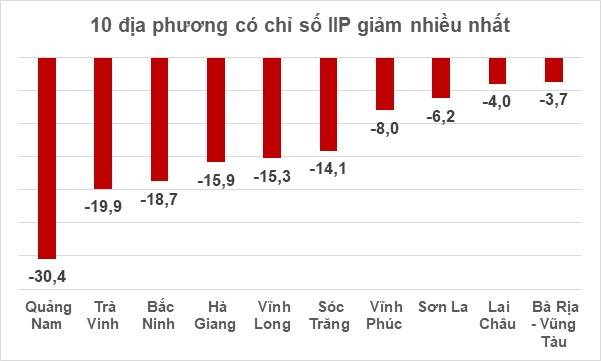 10 địa phương có chỉ số IIP giảm nhiều nhất
-30,4
-19,9
-18,7
-15,9
-15,3
-14,1
-8,0
-6,2
-4,0
-3,7
Quảng
Nam
Trà
Vinh
Bắc
Ninh
Hà
Giang
Vĩnh
Long
Sóc
Trăng
Vĩnh
Phúc
Sơn La
Lai
Châu
Bà Rịa
- Vũng
Tàu